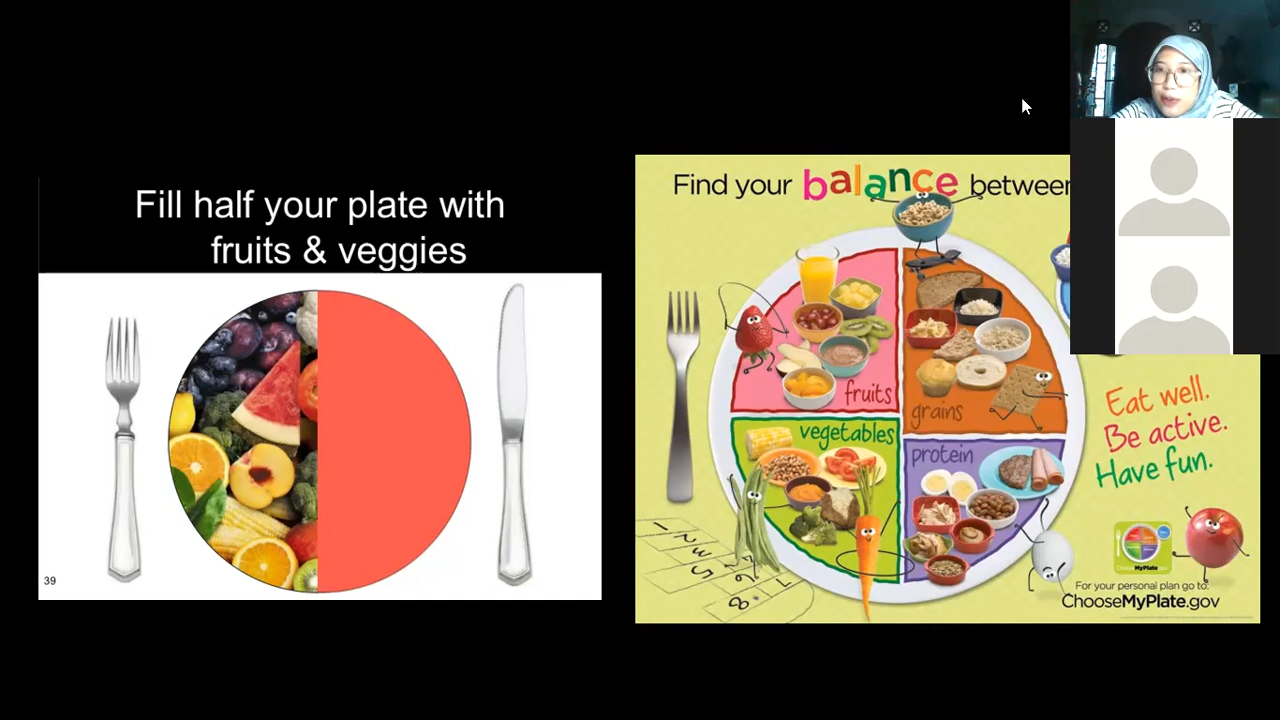 Fill half your plate with
fruits & veggies
39
Find your balance between
fruits
grains
vegetables
protein
Eat well.
Be active.
Have fun.
For your personal plan go to:
ChooseMyPlate.gov